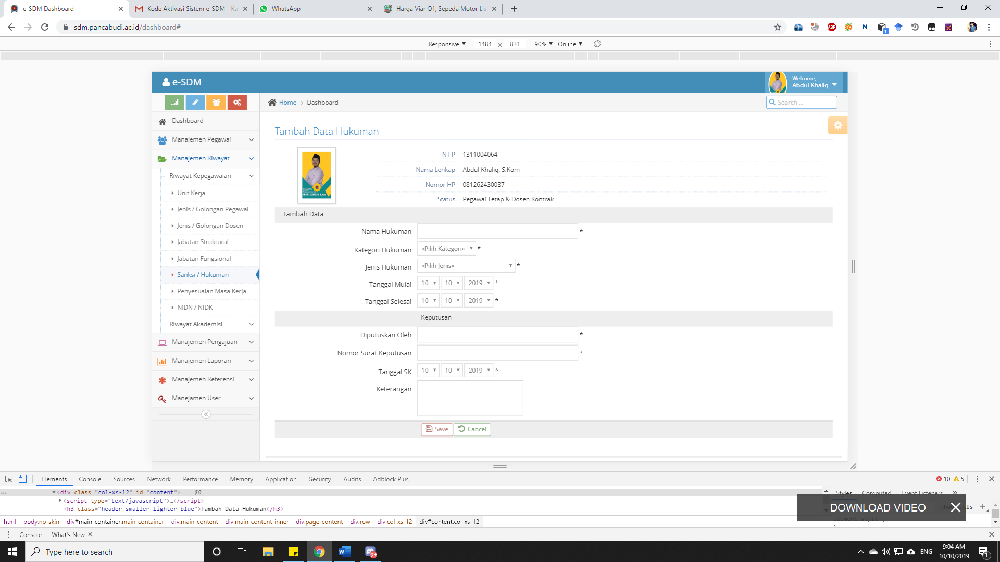 e-SDM Dashboard
Kode Aktivasi Sistem e-SDM - Ka
WhatsApp
Harga Viar Q1, Sepeda Motor Lis
sdm.pancabudi.ac.id/dashboard#
Responsive 1484 × 831 90% Online
e-SDM
Welcome,
Abdul Khaliq
Home Dashboard
Search ...
Dashboard
Manajemen Pegawai
Manajemen Riwayat
Riwayat Kepegawaian
Unit Kerja
Jenis / Golongan Pegawai
Jenis / Golongan Dosen
Jabatan Struktural
Jabatan Fungsional
Sanksi / Hukuman
Penyesuaian Masa Kerja
NIDN / NIDK
Riwayat Akademisi
Manajemen Pengajuan
Manajemen Laporan
Manajemen Referensi
Manejamen User
Tambah Data Hukuman
N I P 1311004064
Nama Lenkap Abdul Khaliq, S.Kom
Nomor HP 081262430037
Status Pegawai Tetap & Dosen Kontrak
Tambah Data
Nama Hukuman *
Kategori Hukuman «Pilih Kategori» *
Jenis Hukuman «Pilih Jenis» *
Tanggal Mulai 10 10 2019 *
Tanggal Selesai 10 10 2019 *
Keputusan
Diputuskan Oleh *
Nomor Surat Keputusan *
Tanggal SK 10 10 2019 *
Keterangan
Save Cancel
Elements Console Sources Network Performance Memory Application Security Audits Adblock Plus 10 5
<div class="col-xs-12" id="content"> == $0
<script type="text/javascript">…</script>
<h3 class="header smaller lighter blue">Tambah Data Hukuman</h3>
Styles Computed Event Listeners
DOWNLOAD VIDEO
element.style {
html body.no-skin div#main-container.main-container div.main-content div.main-content-inner div.page-content div.row div.col-xs-12 div#content.col-xs-12
Console What's New
Type here to search
ENG
9:04 AM
10/10/2019